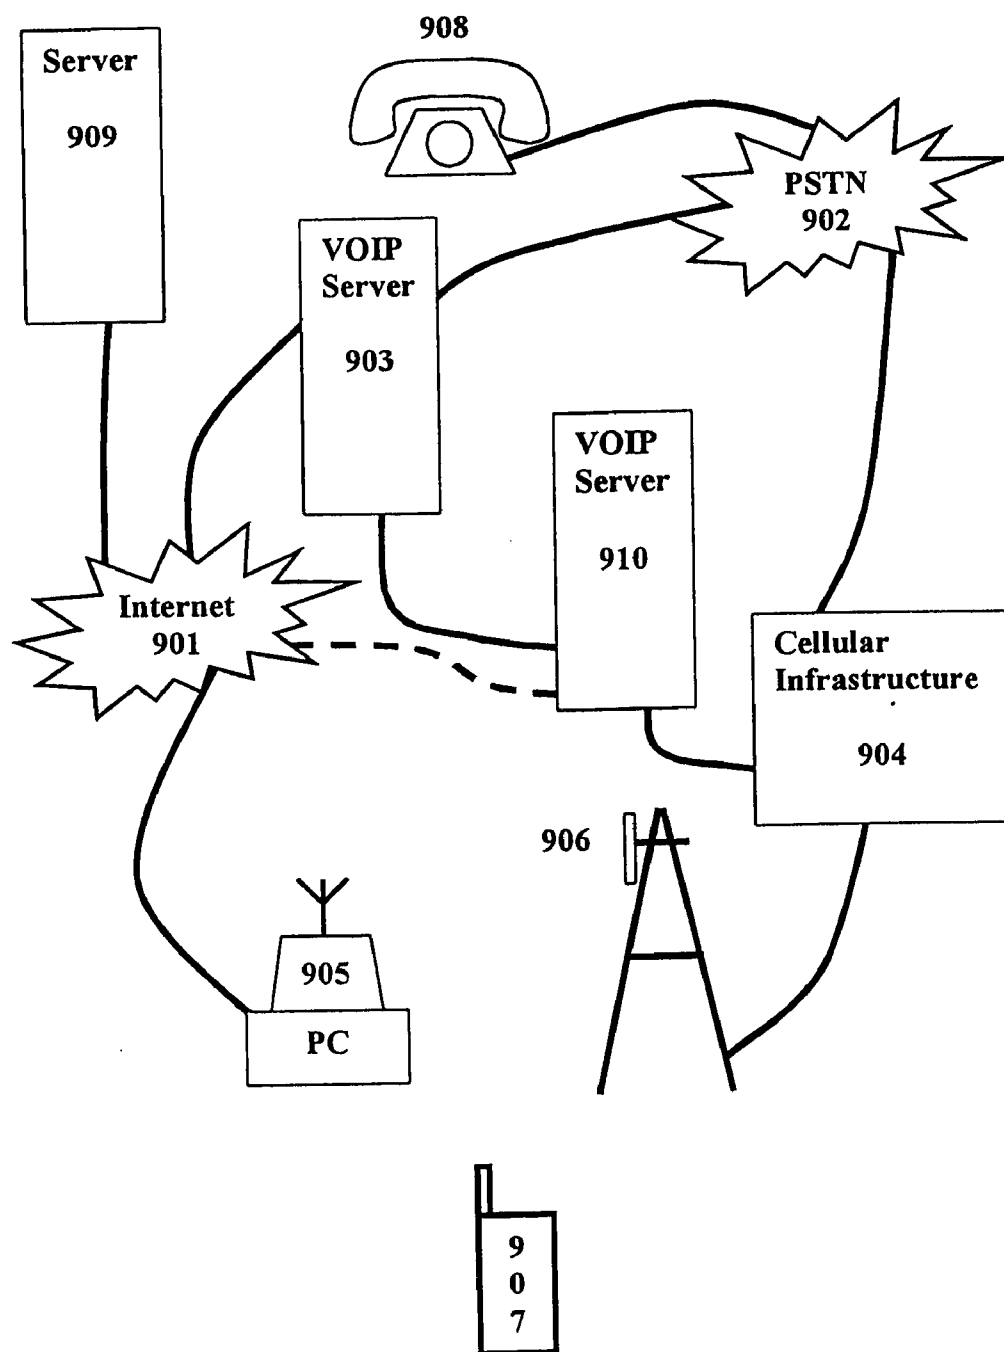 908
Server
909
PSTN
902
VOIP
Server
903
VOIP
Server
910
Internet
901
Cellular
Infrastructure
904
906
905
PC
9
0
7